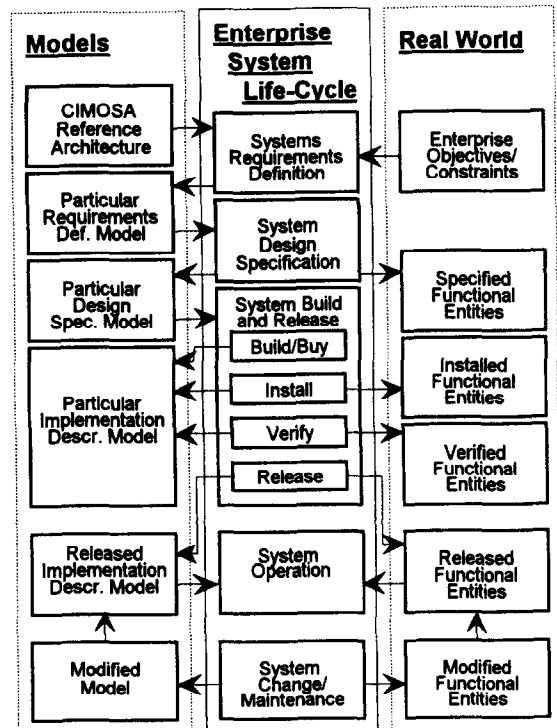 Models
CIMOSA
Reference
Architecture
Particular
Requirements
Def. Model
Particular
Design
Spec. Model
Particular
Implementation
Descr. Model
Released
Implementation
Descr. Model
Modified
Model
Enterprise
System
Life-Cycle
Systems
Requirements
Definition
System
Design
Specification
System Build
and Release
Build/Buy
Install
Verify
Release
System
Operation
System
Change/
Maintenance
Real World
Enterprise
Objectives/
Constraints
Specified
Functional
Entities
Installed
Functional
Entities
Verified
Functional
Entities
Released
Functional
Entities
Modified
Functional
Entities